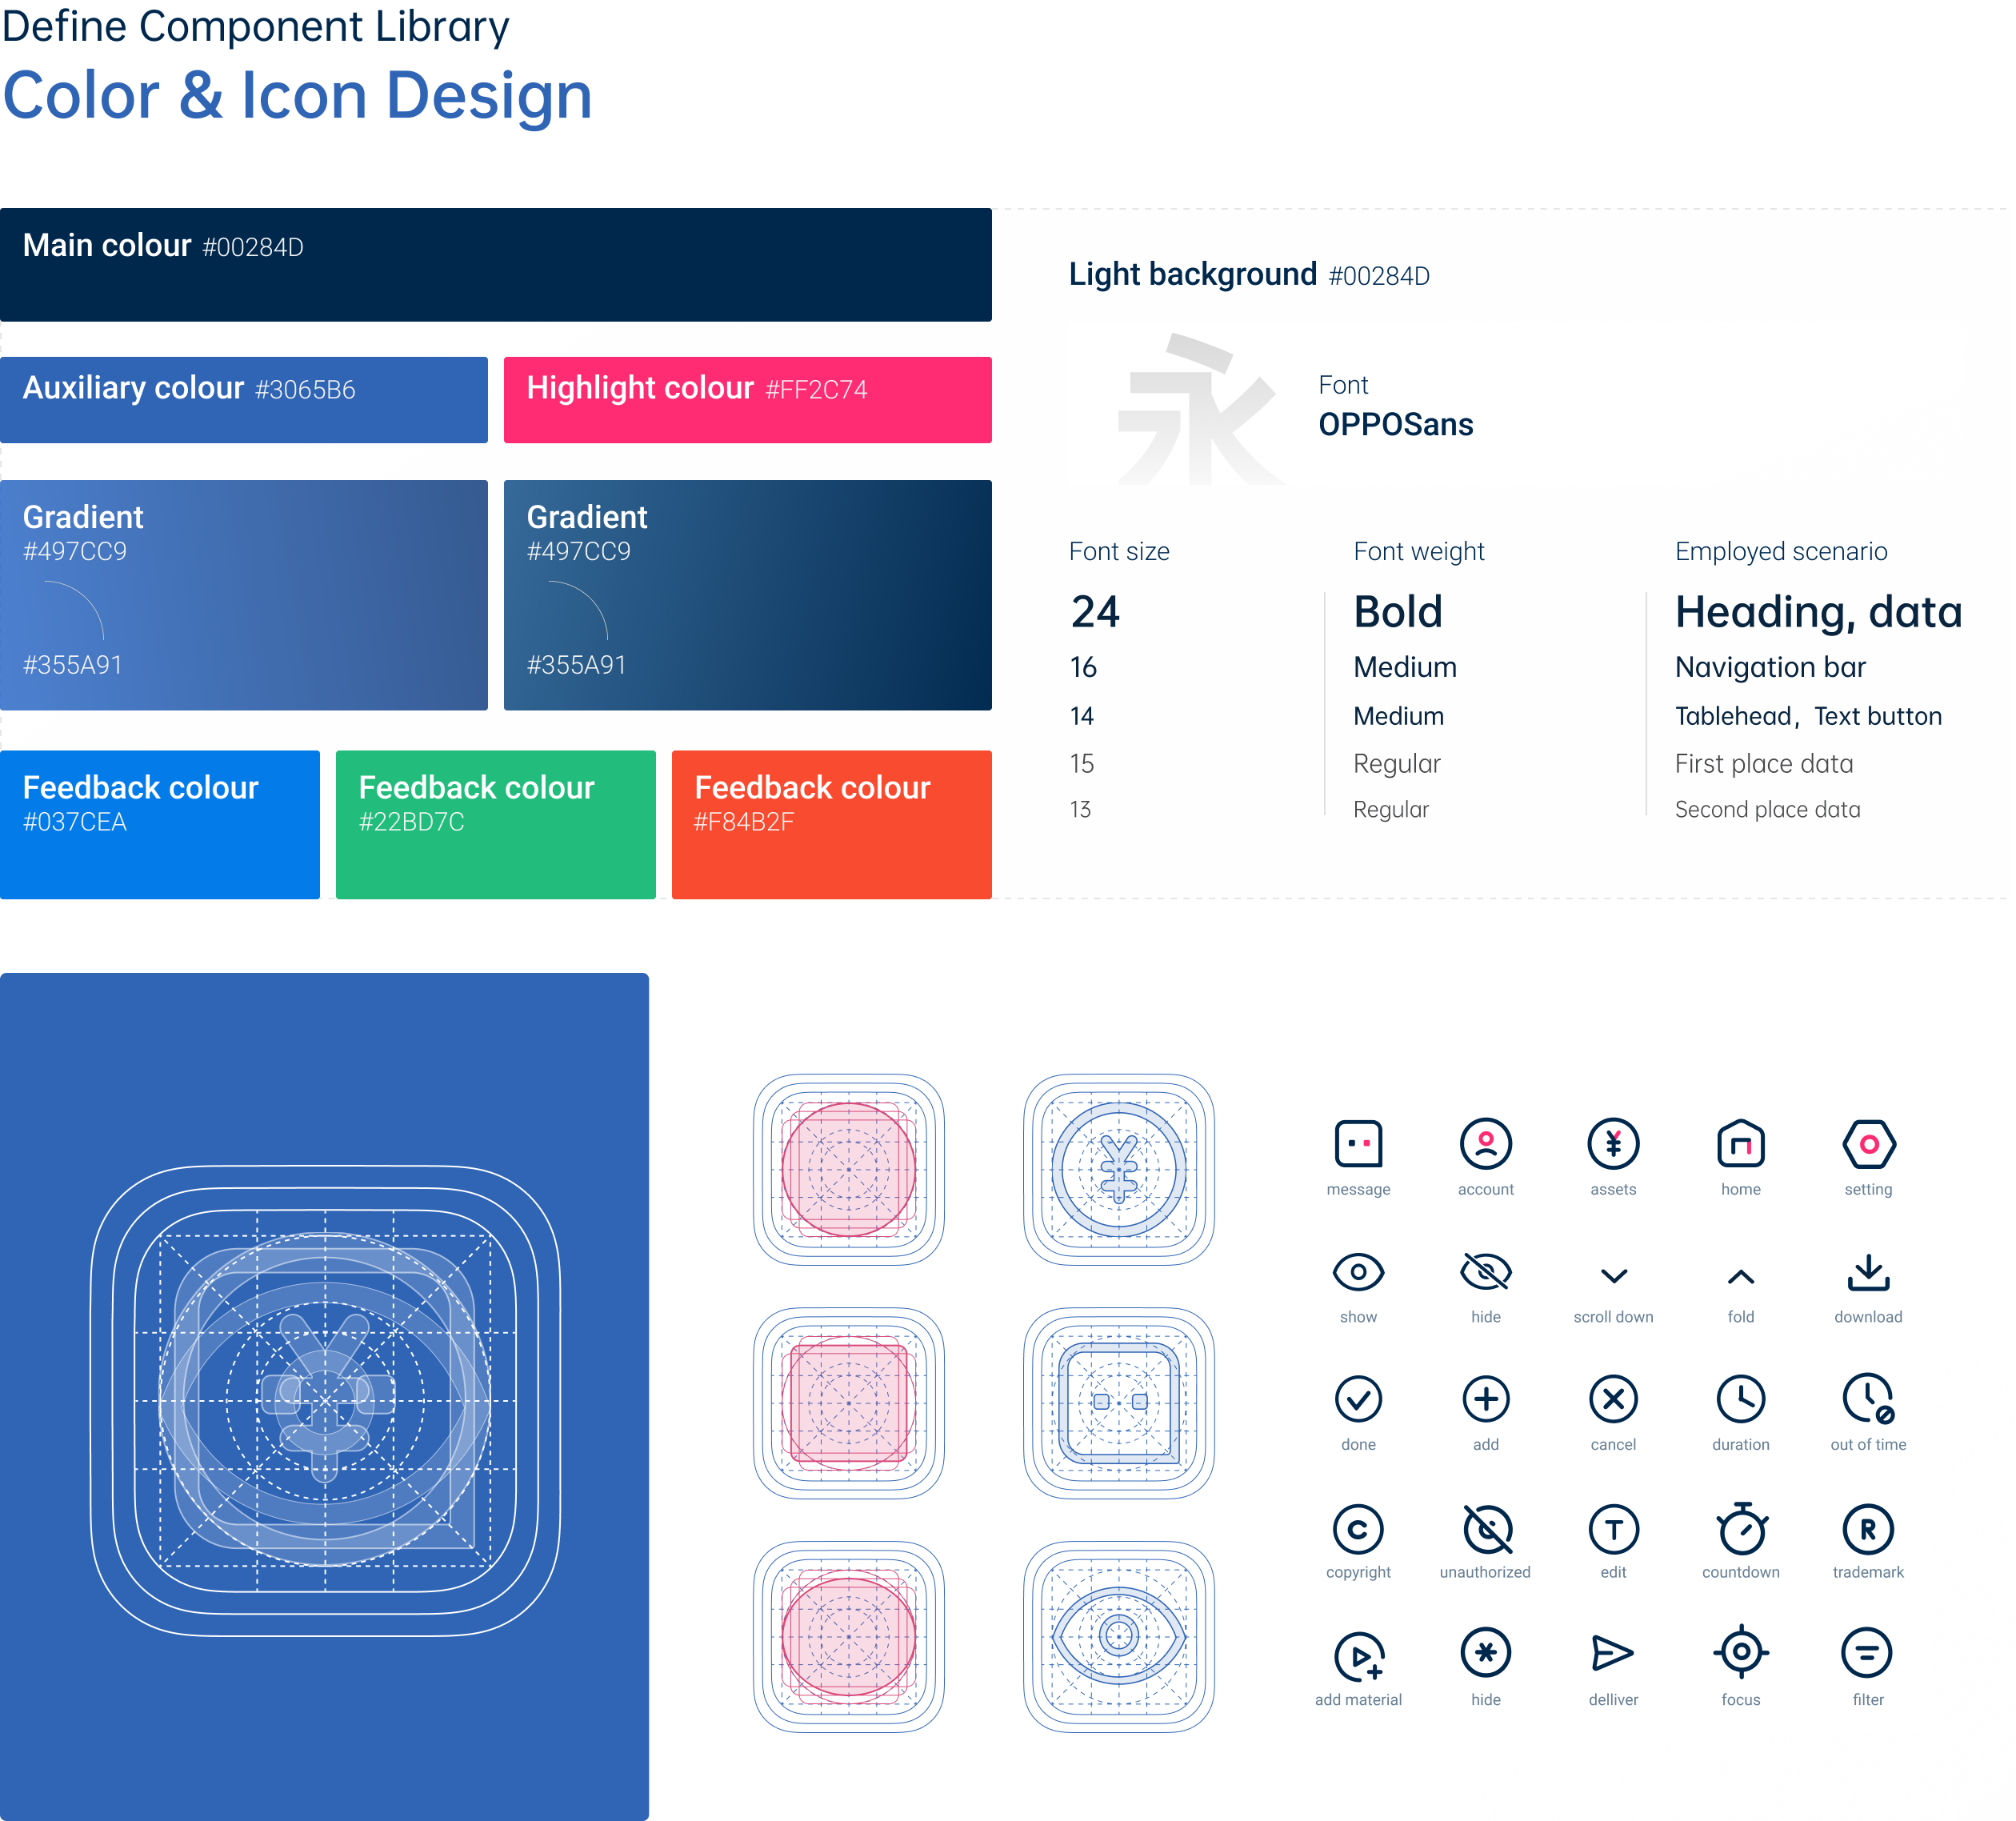 Define Component Library
Color & Icon Design
Main colour #00284D
Auxiliary colour #3065B6
Highlight colour #FF2C74
Gradient
#497CC9
#355A91
Gradient
#497CC9
#355A91
Feedback colour
#037CEA
Feedback colour
#22BD7C
Feedback colour
#F84B2F
Light background #00284D
永
Font
OPPOSans
Font size Font weight Employed scenario
24 Bold Heading, data
16 Medium Navigation bar
14 Medium Tablehead，Text button
15 Regular First place data
13 Regular Second place data
¥
¥
¥
message account assets home setting
show hide scroll down fold download
done add cancel duration out of time
C T R
copyright unauthorized edit countdown trademark
add material hide delliver focus filter